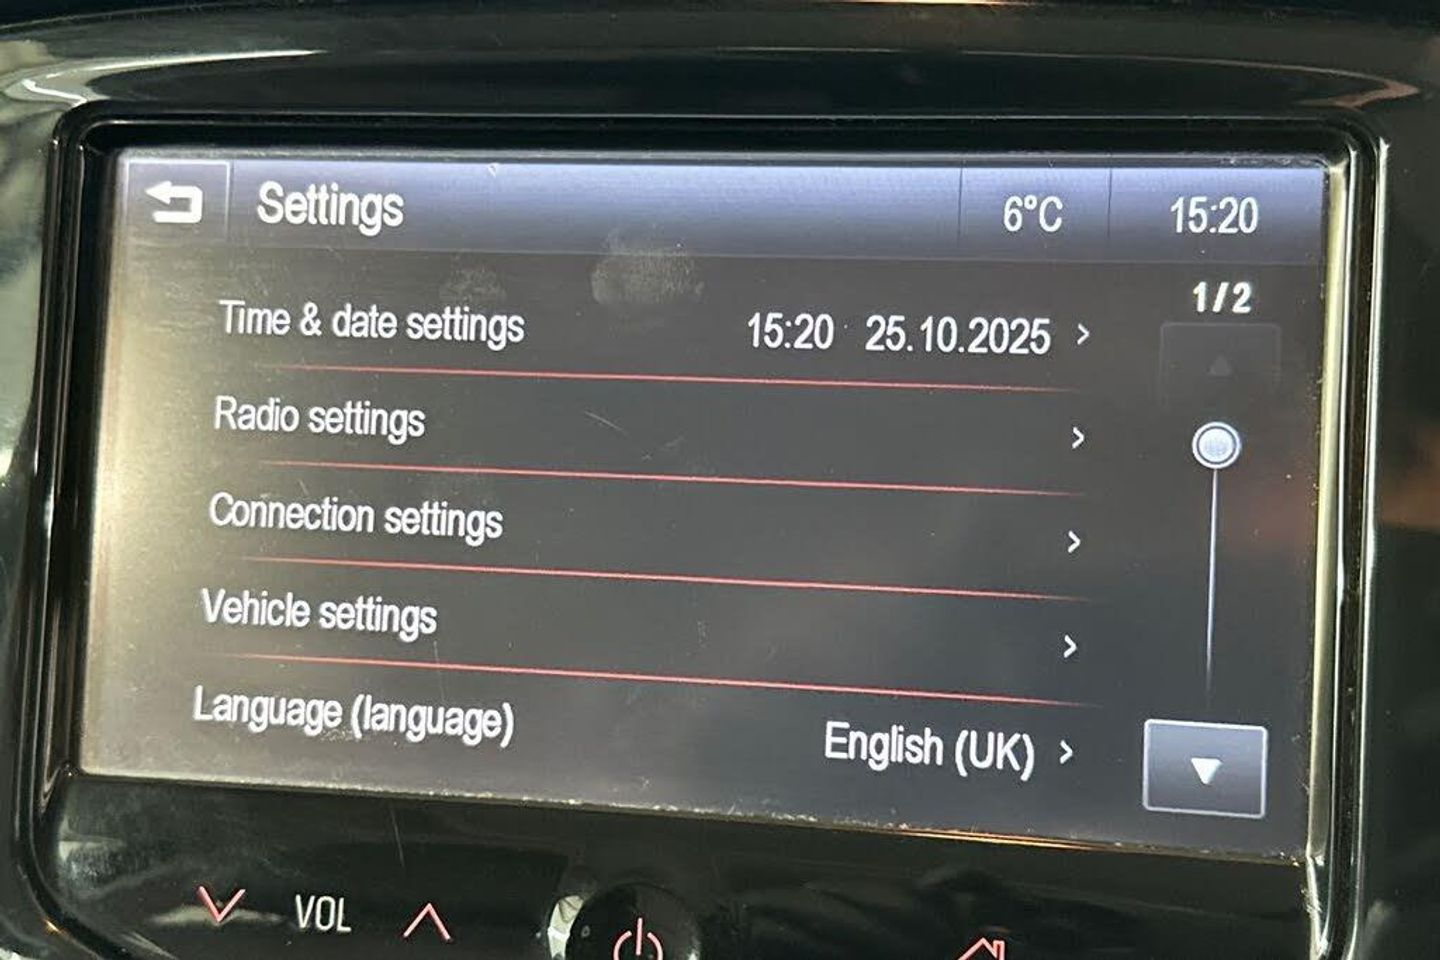 Settings 6°C 15:20
1/2
Time & date settings 15:20 25.10.2025 >
Radio settings >
Connection settings >
Vehicle settings >
Language (language) English (UK) >
VOL